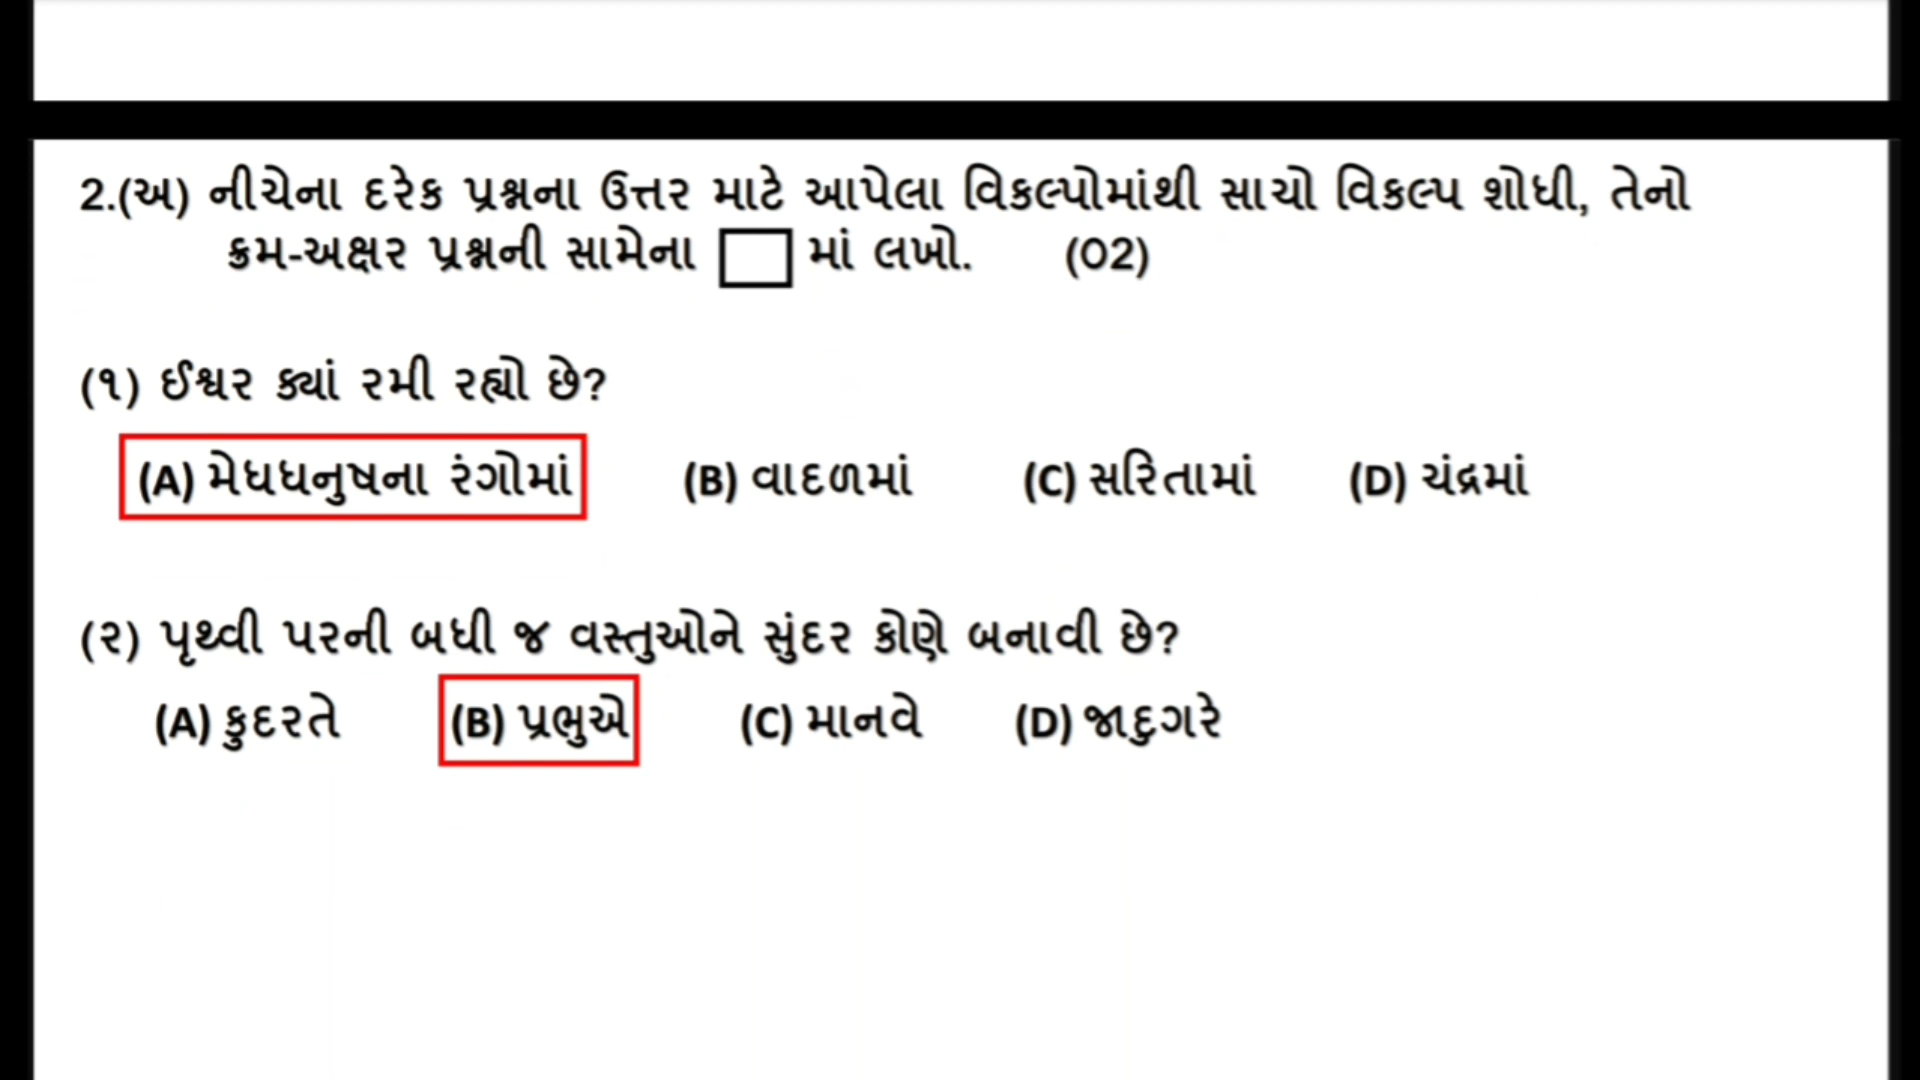 2.(અ) નીચેના દરેક પ્રશ્નના ઉત્તર માટે આપેલા વિકલ્પોમાંથી સાચો વિકલ્પ શોધી, તેનો
ક્રમ-અક્ષર પ્રશ્નની સામેના માં લખો. (02)
(૧) ઈશ્વર ક્યાં રમી રહ્યો છે?
(A) મેધધનુષના રંગોમાં (B) વાદળમાં (C) સરિતામાં (D) ચંદ્રમાં
(૨) પૃથ્વી પરની બધી જ વસ્તુઓને સુંદર કોણે બનાવી છે?
(A) કુદરતે (B) પ્રભુએ (C) માનવે (D) જાદુગરે